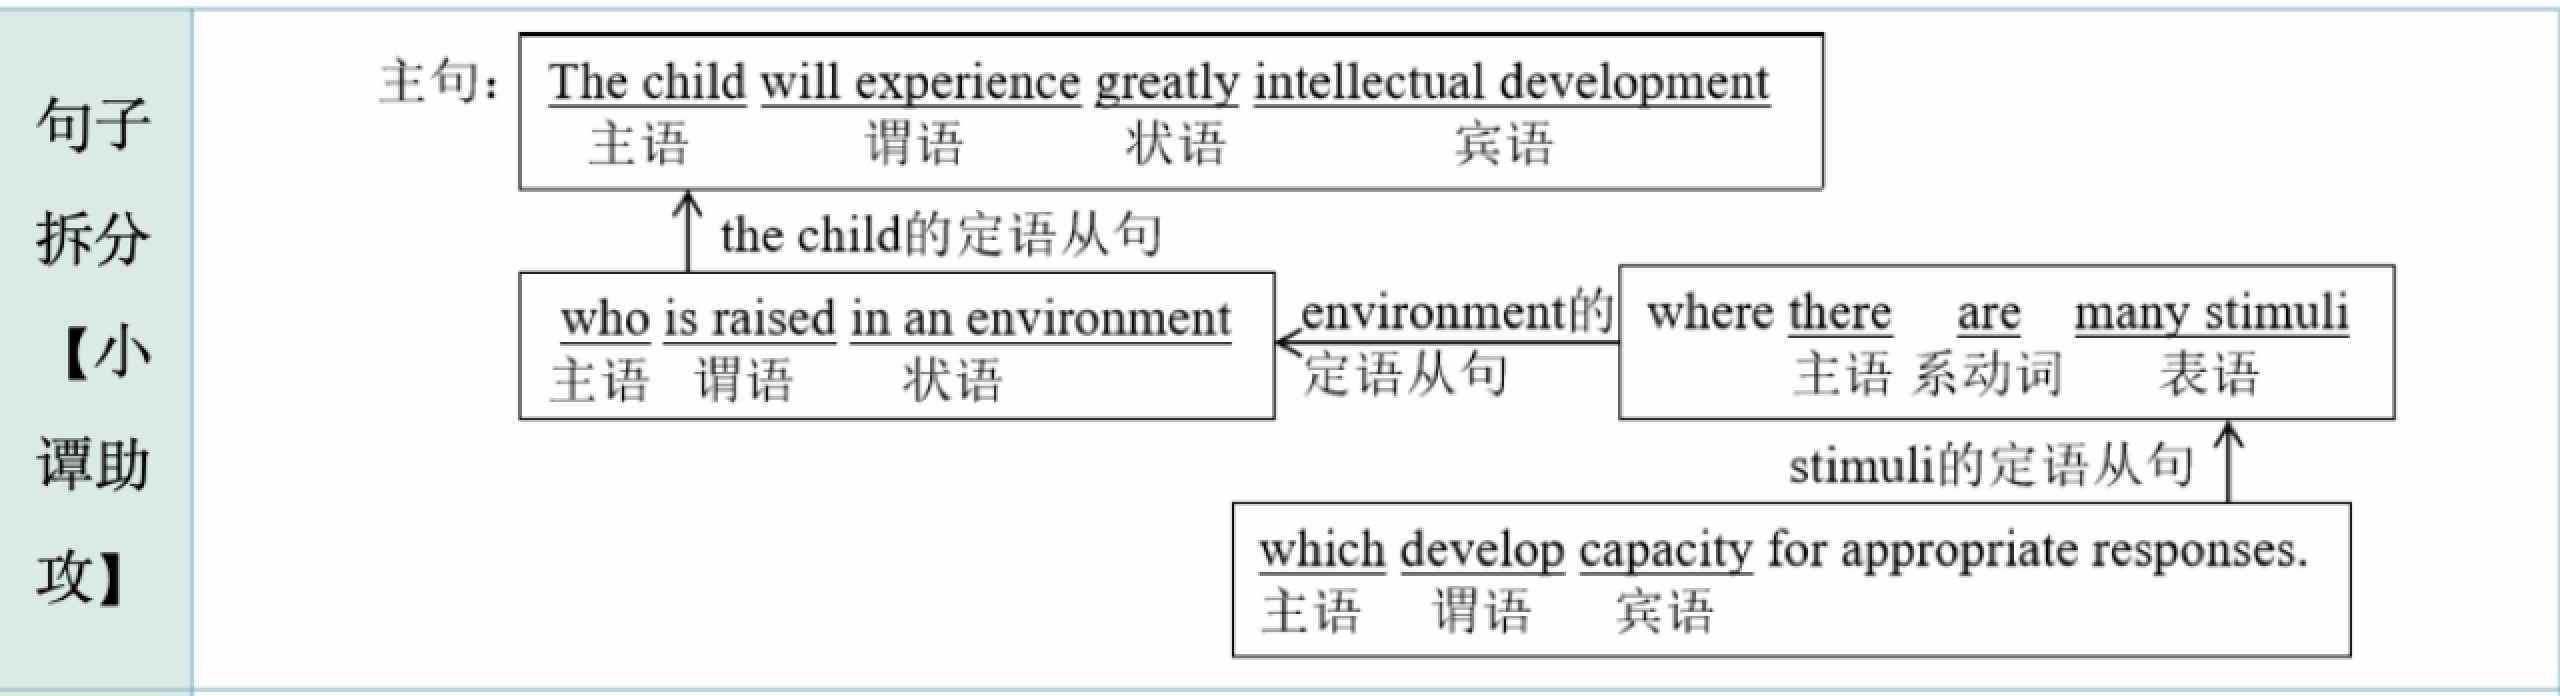 句子
拆分
【小
谭助
攻】
主句：
The child will experience greatly intellectual development
主语 谓语 状语 宾语
the child的定语从句
who is raised in an environment
主语 谓语 状语
environment的
定语从句
where there are many stimuli
主语 系动词 表语
stimuli的定语从句
which develop capacity for appropriate responses.
主语 谓语 宾语